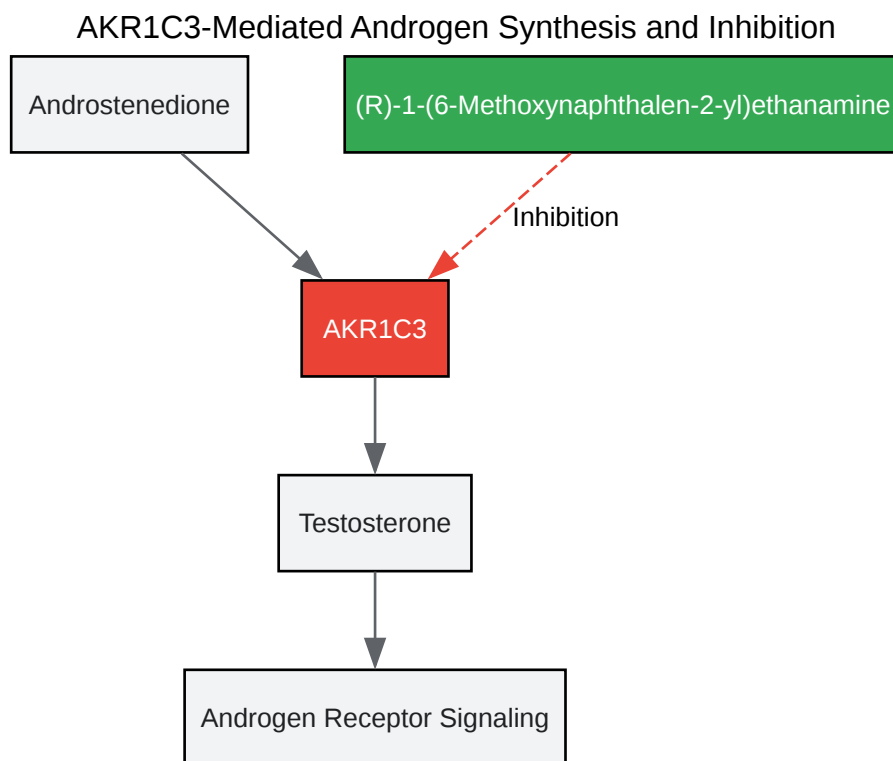 AKR1C3-Mediated Androgen Synthesis and Inhibition
Androstenedione
(R)-1-(6-Methoxynaphthalen-2-yl)ethanamine
Inhibition
AKR1C3
Testosterone
Androgen Receptor Signaling